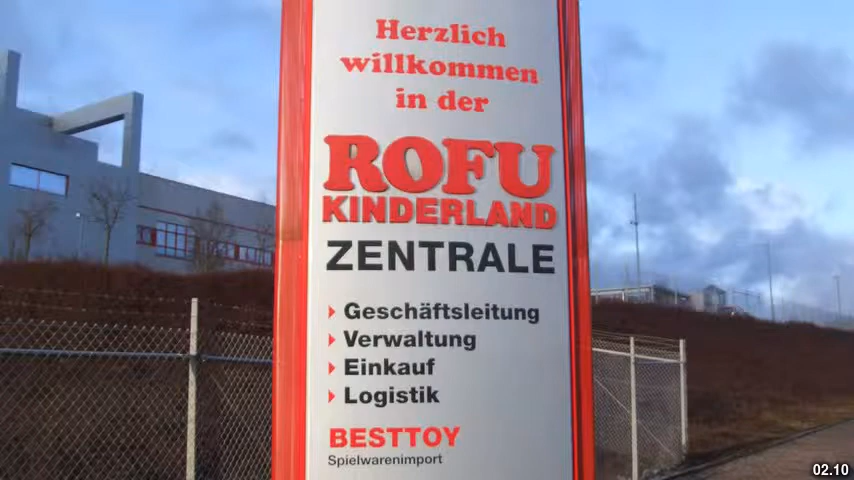 Herzlich
willkommen
in der
ROFU
KINDERLAND
ZENTRALE
Geschäftsleitung
Verwaltung
Einkauf
Logistik
BESTTOY
Spielwarenimport
02.10